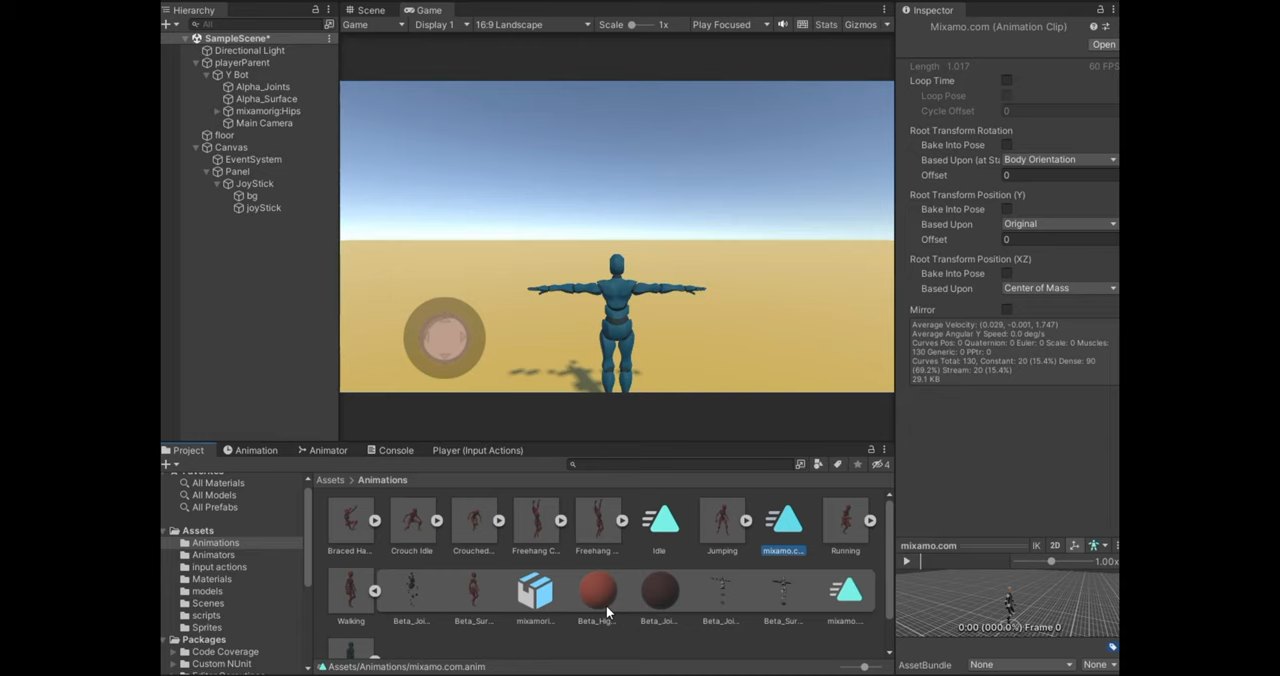 Hierarchy
All
SampleScene*
Directional Light
playerParent
Y Bot
Alpha_Joints
Alpha_Surface
mixamorig:Hips
Main Camera
floor
Canvas
EventSystem
Panel
JoyStick
bg
joyStick
Scene Game
Game Display 1 16:9 Landscape Scale 1x Play Focused Stats Gizmos
Inspector
Mixamo.com (Animation Clip)
Open
Length 1.017 60 FPS
Loop Time
Loop Pose
Cycle Offset 0
Root Transform Rotation
Bake Into Pose
Based Upon (at Sta Body Orientation
Offset 0
Root Transform Position (Y)
Bake Into Pose
Based Upon Original
Offset 0
Root Transform Position (XZ)
Bake Into Pose
Based Upon Center of Mass
Mirror
Average Velocity: (0.029, -0.001, 1.747)
Average Angular Y Speed: 0.0 deg/s
Curves Pos: 0 Quaternion: 0 Euler: 0 Scale: 0 Muscles:
130 Generic: 0 PPtr: 0
Curves Total: 130, Constant: 20 (15.4%) Dense: 90
(69.2%) Stream: 20 (15.4%)
29.1 KB
Project Animation Animator Console Player (Input Actions)
4
Favorites
All Materials
All Models
All Prefabs
Assets
Animations
Animators
input actions
Materials
models
Scenes
scripts
Sprites
Packages
Code Coverage
Custom NUnit
Assets > Animations
Braced Ha... Crouch Idle Crouched... Freehang C... Freehang ... Idle Jumping mixamo.c... Running
Walking Beta_Joi... Beta_Sur... mixamori... Beta_Hig... Beta_Joi... Beta_Joi... Beta_Sur... mixamo....
Assets/Animations/mixamo.com.anim
mixamo.com IK 2D
1.00x
0:00 (000.0%) Frame 0
AssetBundle None None